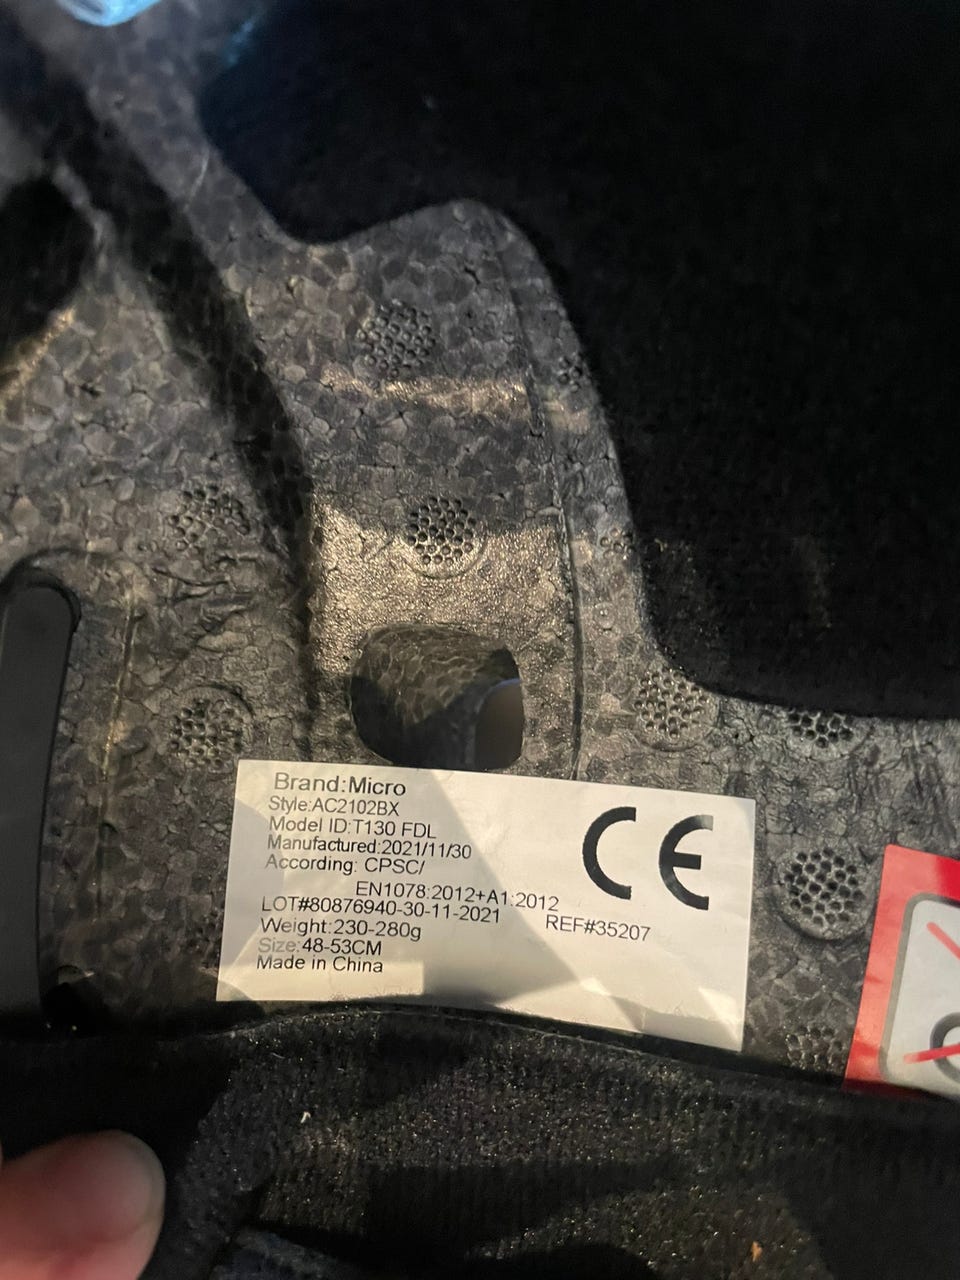 Brand:Micro
Style:AC2102BX
Model ID:T130 FDL
Manufactured:2021/11/30
According: CPSC/
EN1078:2012+A1:2012
LOT#80876940-30-11-2021 REF#35207
Weight:230-280g
Size:48-53CM
Made in China
CE